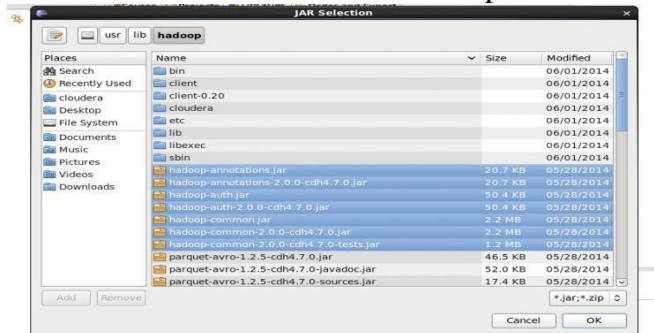 JAR Selection
usr lib hadoop
Places Name Size Modified
Search bin 06/01/2014
Recently Used client 06/01/2014
client-0.20 06/01/2014
cloudera cloudera 06/01/2014
Desktop etc 06/01/2014
File System lib 06/01/2014
Documents libexec 06/01/2014
Music sbin 06/01/2014
Pictures hadoop-annotations.jar 20.7 KB 05/28/2014
Videos hadoop-annotations-2.0.0-cdh4.7.0.jar 20.7 KB 05/28/2014
Downloads hadoop-auth.jar 50.4 KB 05/28/2014
hadoop-auth-2.0.0-cdh4.7.0.jar 50.4 KB 05/28/2014
hadoop-common.jar 2.2 MB 05/28/2014
hadoop-common-2.0.0-cdh4.7.0.jar 2.2 MB 05/28/2014
hadoop-common-2.0.0-cdh4.7.0-tests.jar 1.2 MB 05/28/2014
parquet-avro-1.2.5-cdh4.7.0.jar 46.5 KB 05/28/2014
parquet-avro-1.2.5-cdh4.7.0-javadoc.jar 52.0 KB 05/28/2014
parquet-avro-1.2.5-cdh4.7.0-sources.jar 17.4 KB 05/28/2014
Add Remove *.jar;*.zip
Cancel OK